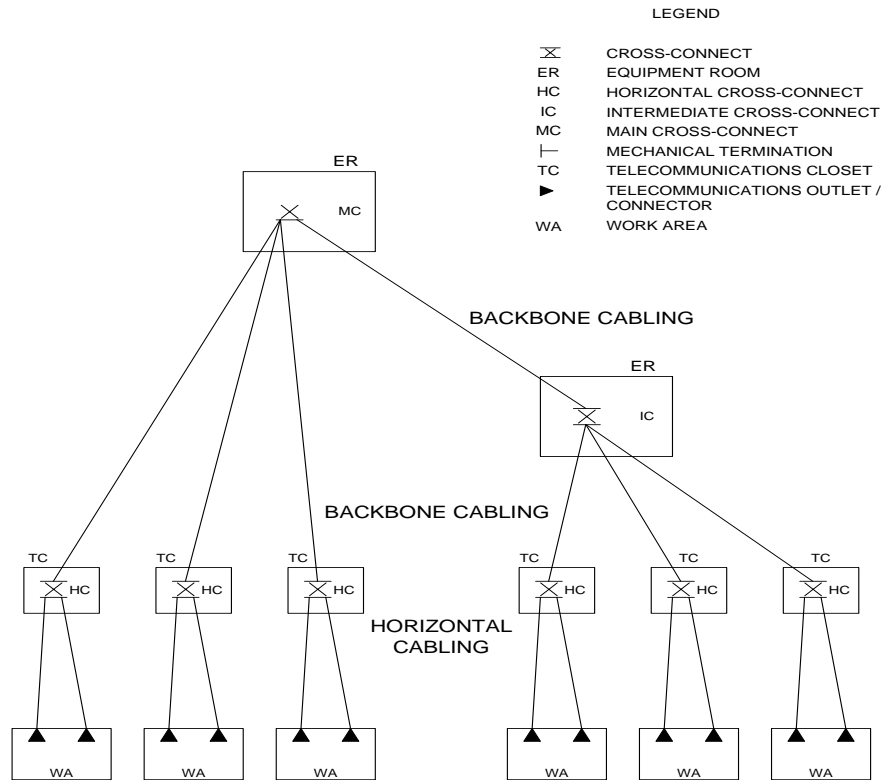 LEGEND
CROSS-CONNECT
ER EQUIPMENT ROOM
HC HORIZONTAL CROSS-CONNECT
IC INTERMEDIATE CROSS-CONNECT
MC MAIN CROSS-CONNECT
MECHANICAL TERMINATION
TC TELECOMMUNICATIONS CLOSET
TELECOMMUNICATIONS OUTLET /
CONNECTOR
WA WORK AREA
ER
MC
BACKBONE CABLING
ER
IC
BACKBONE CABLING
TC TC TC TC TC TC
HC HC HC HC HC HC
HORIZONTAL
CABLING
WA WA WA WA WA WA